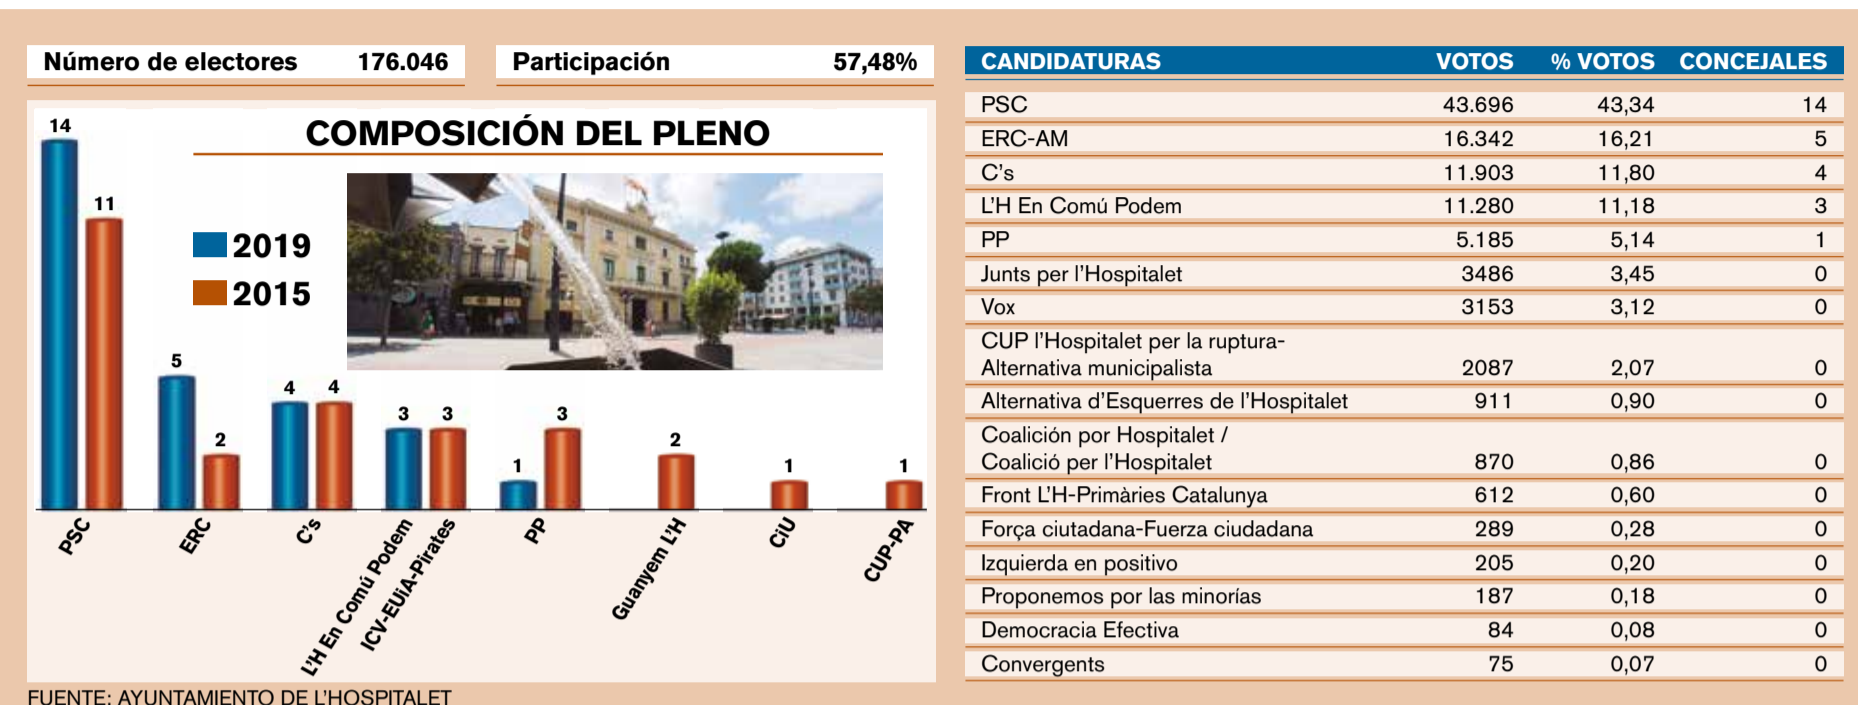 Número de electores 176.046
Participación 57,48%
COMPOSICIÓN DEL PLENO
2019
2015
14
11
5
2
4
4
3
3
1
3
2
1
1
PSC
ERC
C's
L'H En Comú Podem
ICV-EUiA-Pirates
PP
Guanyem L'H
CiU
CUP-PA
FUENTE: AYUNTAMIENTO DE L'HOSPITALET
CANDIDATURAS VOTOS % VOTOS CONCEJALES
PSC 43.696 43,34 14
ERC-AM 16.342 16,21 5
C's 11.903 11,80 4
L'H En Comú Podem 11.280 11,18 3
PP 5.185 5,14 1
Junts per l'Hospitalet 3486 3,45 0
Vox 3153 3,12 0
CUP l'Hospitalet per la ruptura-
Alternativa municipalista 2087 2,07 0
Alternativa d'Esquerres de l'Hospitalet 911 0,90 0
Coalición por Hospitalet /
Coalició per l'Hospitalet 870 0,86 0
Front L'H-Primàries Catalunya 612 0,60 0
Força ciutadana-Fuerza ciudadana 289 0,28 0
Izquierda en positivo 205 0,20 0
Proponemos por las minorías 187 0,18 0
Democracia Efectiva 84 0,08 0
Convergents 75 0,07 0